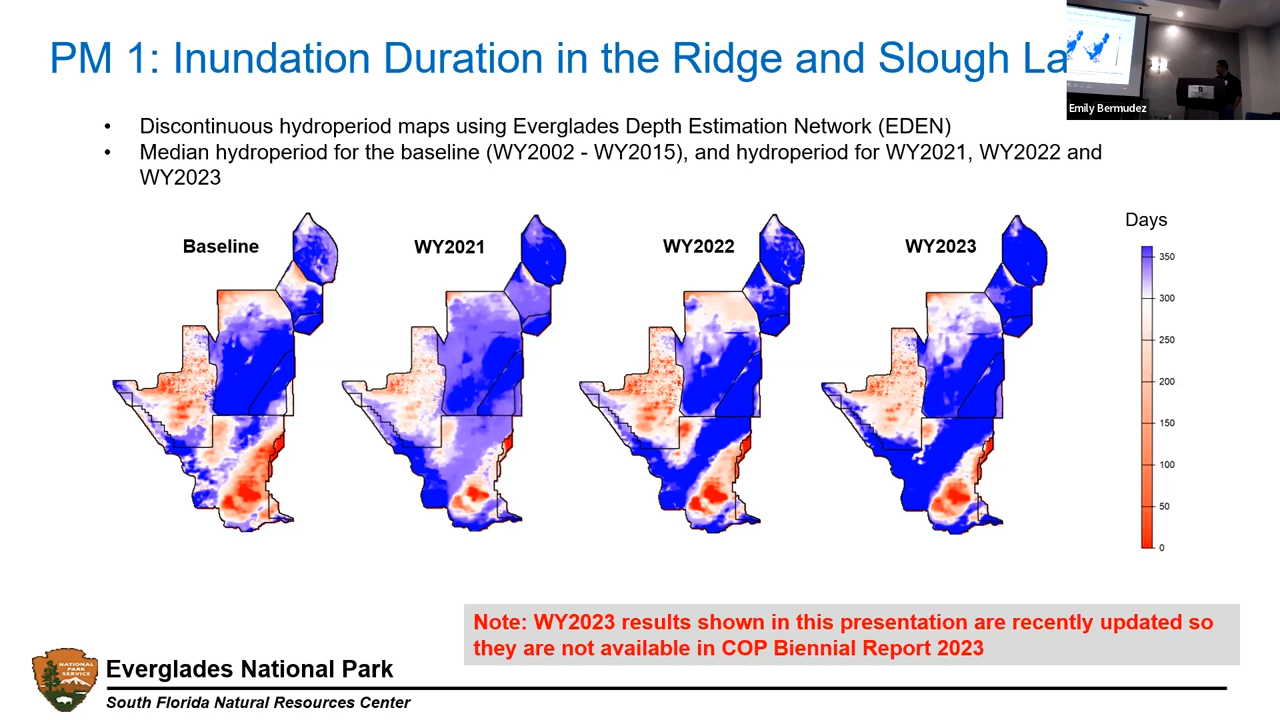 PM 1: Inundation Duration in the Ridge and Slough La
Emily Bermudez
• Discontinuous hydroperiod maps using Everglades Depth Estimation Network (EDEN)
• Median hydroperiod for the baseline (WY2002 - WY2015), and hydroperiod for WY2021, WY2022 and
WY2023
Baseline
WY2021
WY2022
WY2023
Days
350
300
250
200
150
100
50
0
Note: WY2023 results shown in this presentation are recently updated so
they are not available in COP Biennial Report 2023
NATIONAL
PARK
SERVICE
Everglades National Park
South Florida Natural Resources Center